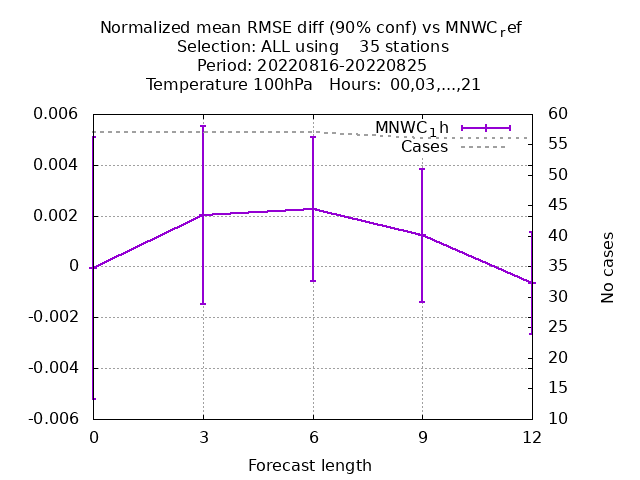 Normalized mean RMSE diff (90% conf) vs MNWCref
Selection: ALL using    35 stations
Period: 20220816-20220825
Temperature 100hPa   Hours:  00,03,...,21
0.006
0.004
0.002
0
-0.002
-0.004
-0.006
60
55
50
45
40
35
30
25
20
15
10
MNWC1h
Cases
No cases
0 3 6 9 12
Forecast length